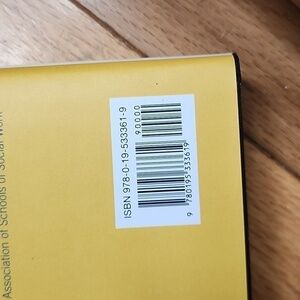 Association of Schools of Social Work
ISBN 978-0-19-533361-9
90000
9 780195 333619